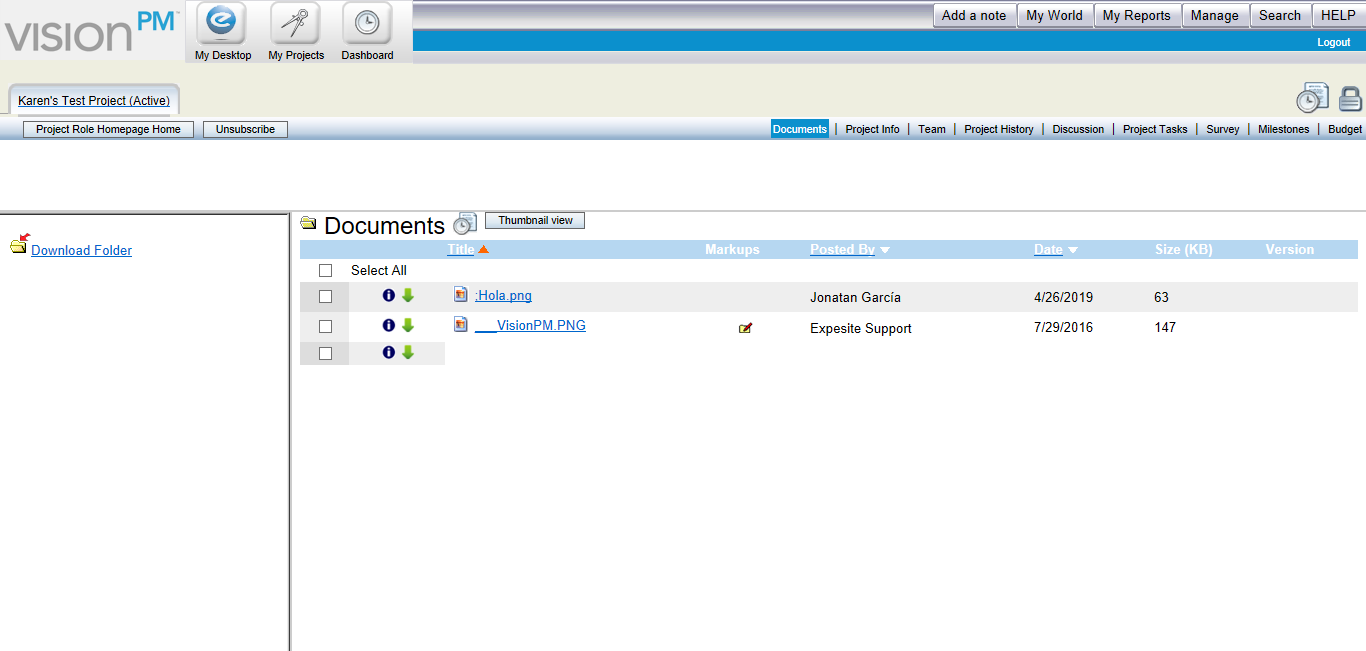 vision PM™
My Desktop My Projects Dashboard
Add a note My World My Reports Manage Search HELP
Logout
Karen's Test Project (Active)
Project Role Homepage Home Unsubscribe
Documents | Project Info | Team | Project History | Discussion | Project Tasks | Survey | Milestones | Budget
Download Folder
Documents Thumbnail view
Title Markups Posted By Date Size (KB) Version
Select All
:Hola.png Jonatan García 4/26/2019 63
___VisionPM.PNG Expesite Support 7/29/2016 147